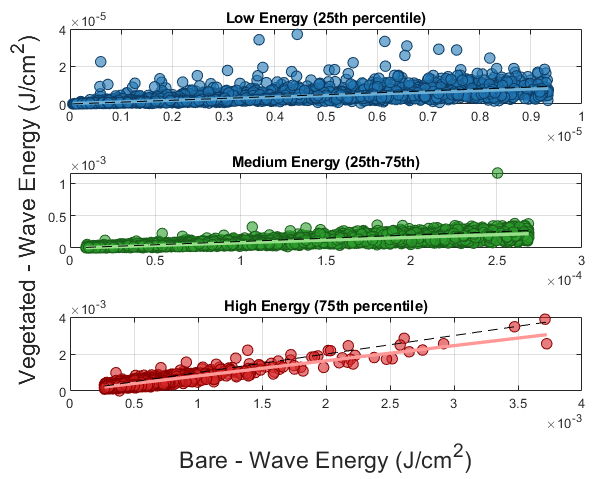 Low Energy (25th percentile)
×10⁻⁵
4
2
0
0 0.1 0.2 0.3 0.4 0.5 0.6 0.7 0.8 0.9 1
×10⁻⁵
Medium Energy (25th-75th)
×10⁻³
1
0.5
0
0 0.5 1 1.5 2 2.5 3
×10⁻⁴
High Energy (75th percentile)
×10⁻³
4
2
0
0 0.5 1 1.5 2 2.5 3 3.5 4
×10⁻³
Vegetated - Wave Energy (J/cm²)
Bare - Wave Energy (J/cm²)